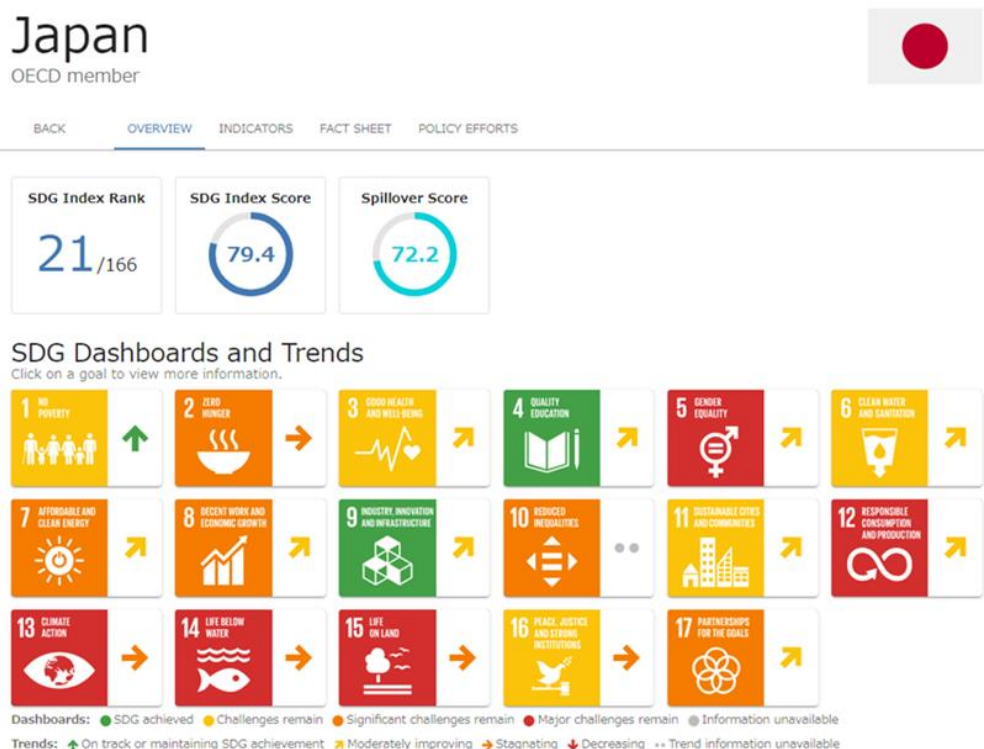 Japan
OECD member
BACK OVERVIEW INDICATORS FACT SHEET POLICY EFFORTS
SDG Index Rank
21/166
SDG Index Score
79.4
Spillover Score
72.2
SDG Dashboards and Trends
Click on a goal to view more information.
1 NO
POVERTY
2 ZERO
HUNGER
3 GOOD HEALTH
AND WELL-BEING
4 QUALITY
EDUCATION
5 GENDER
EQUALITY
6 CLEAN WATER
AND SANITATION
7 AFFORDABLE AND
CLEAN ENERGY
8 DECENT WORK AND
ECONOMIC GROWTH
9 INDUSTRY, INNOVATION
AND INFRASTRUCTURE
10 REDUCED
INEQUALITIES
11 SUSTAINABLE CITIES
AND COMMUNITIES
12 RESPONSIBLE
CONSUMPTION
AND PRODUCTION
13 CLIMATE
ACTION
14 LIFE BELOW
WATER
15 LIFE
ON LAND
16 PEACE, JUSTICE
AND STRONG
INSTITUTIONS
17 PARTNERSHIPS
FOR THE GOALS
Dashboards: SDG achieved Challenges remain Significant challenges remain Major challenges remain Information unavailable
Trends: On track or maintaining SDG achievement Moderately improving Stagnating Decreasing Trend information unavailable